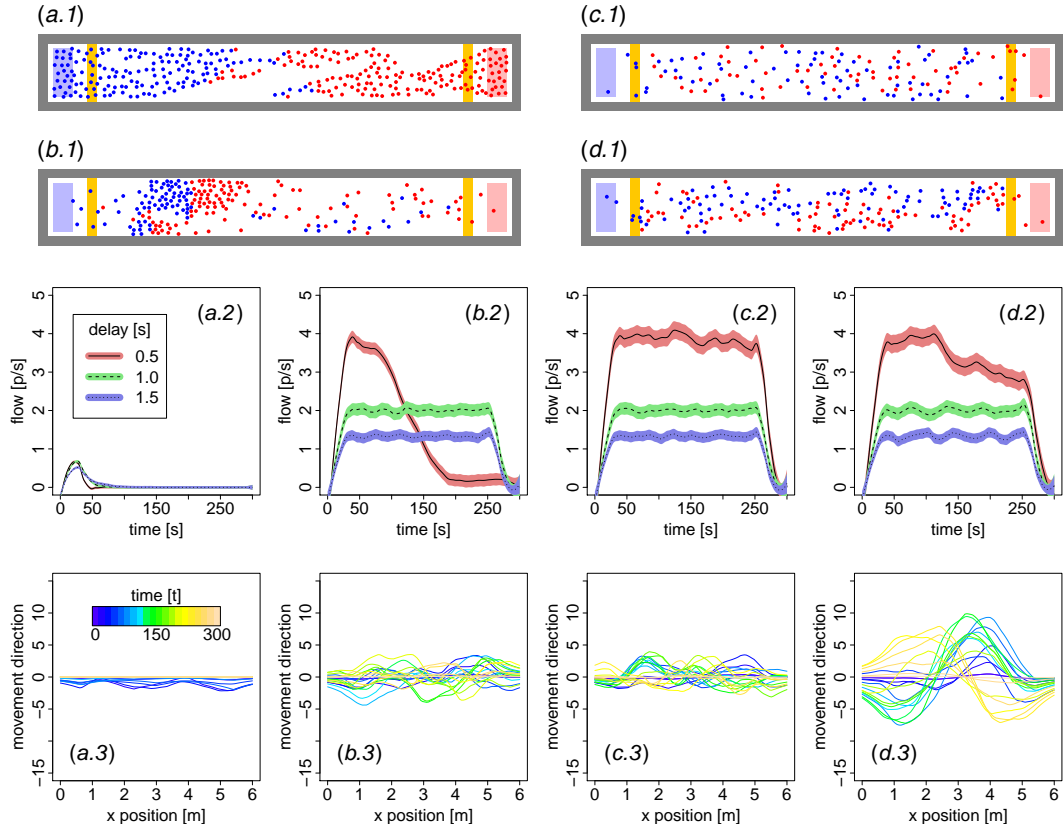 (a.1)
(c.1)
(b.1)
(d.1)
(a.2)
delay [s]
0.5
1.0
1.5
flow [p/s]
0 1 2 3 4 5
0 50 150 250
time [s]
(b.2)
flow [p/s]
0 1 2 3 4 5
0 50 150 250
time [s]
(c.2)
flow [p/s]
0 1 2 3 4 5
0 50 150 250
time [s]
(d.2)
flow [p/s]
0 1 2 3 4 5
0 50 150 250
time [s]
time [t]
0 150 300
(a.3)
movement direction
−15 −5 0 5 10
0 1 2 3 4 5 6
x position [m]
(b.3)
movement direction
−15 −5 0 5 10
0 1 2 3 4 5 6
x position [m]
(c.3)
movement direction
−15 −5 0 5 10
0 1 2 3 4 5 6
x position [m]
(d.3)
movement direction
−15 −5 0 5 10
0 1 2 3 4 5 6
x position [m]